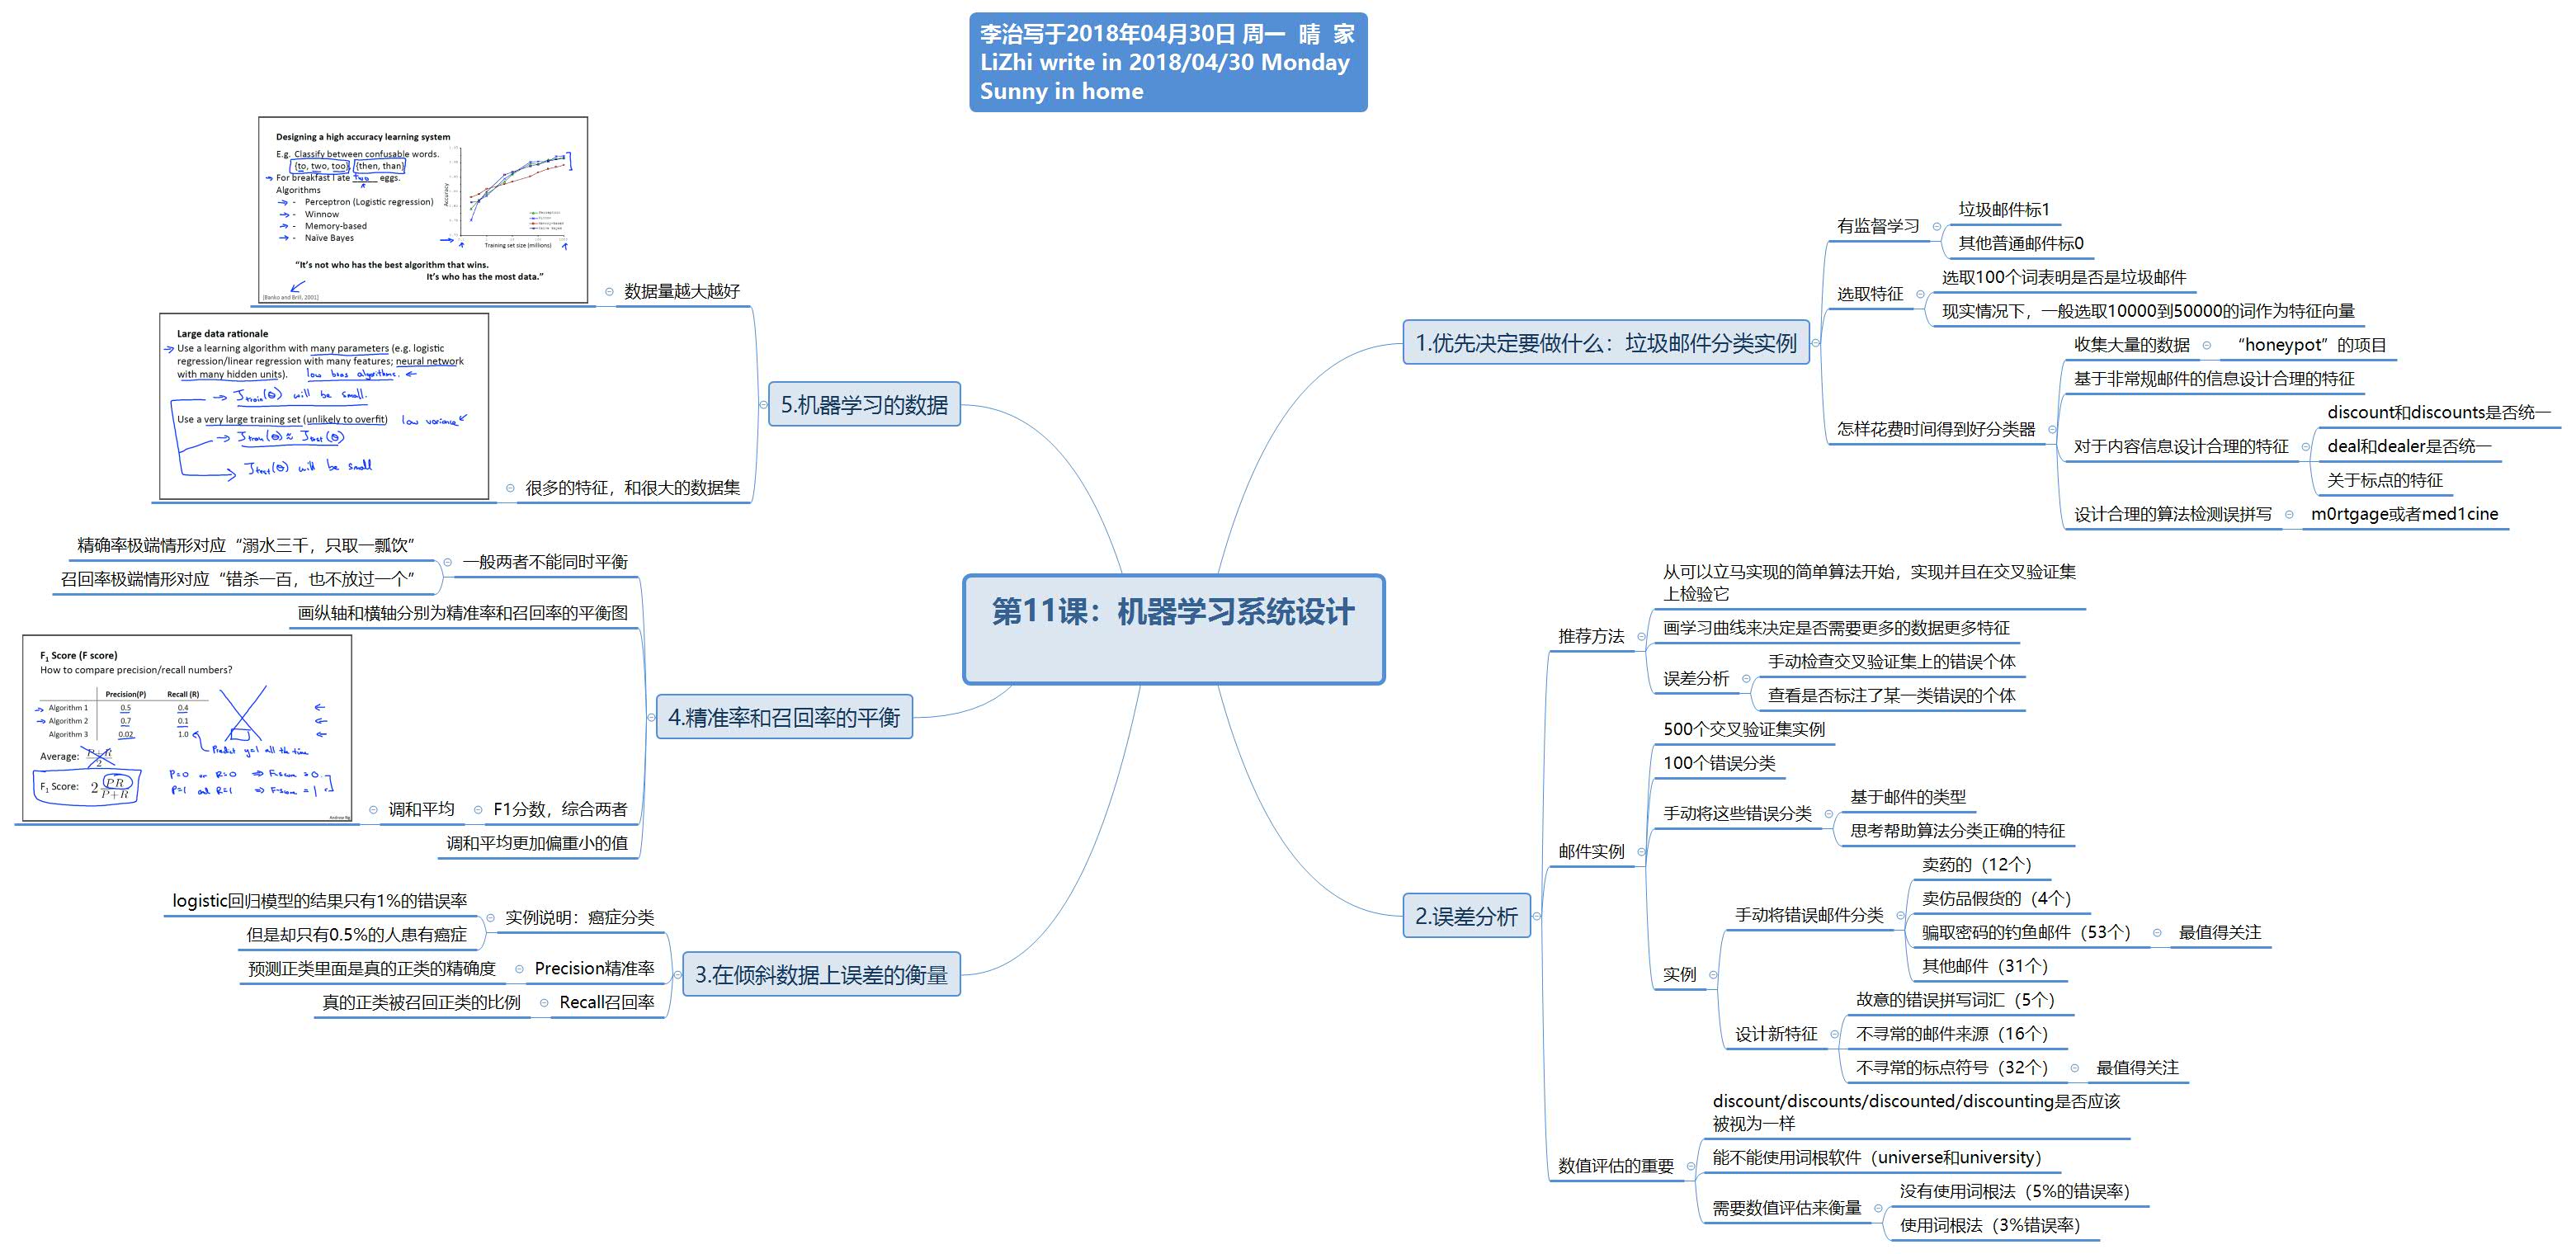 李治写于2018年04月30日 周一 晴 家
LiZhi write in 2018/04/30 Monday
Sunny in home
第11课：机器学习系统设计
1.优先决定要做什么：垃圾邮件分类实例
有监督学习
垃圾邮件标1
其他普通邮件标0
选取特征
选取100个词表明是否是垃圾邮件
现实情况下，一般选取10000到50000的词作为特征向量
怎样花费时间得到好分类器
收集大量的数据
“honeypot”的项目
基于非常规邮件的信息设计合理的特征
对于内容信息设计合理的特征
discount和discounts是否统一
deal和dealer是否统一
关于标点的特征
设计合理的算法检测误拼写
m0rtgage或者med1cine
2.误差分析
推荐方法
从可以立马实现的简单算法开始，实现并且在交叉验证集
上检验它
画学习曲线来决定是否需要更多的数据更多特征
误差分析
手动检查交叉验证集上的错误个体
查看是否标注了某一类错误的个体
邮件实例
500个交叉验证集实例
100个错误分类
手动将这些错误分类
基于邮件的类型
思考帮助算法分类正确的特征
实例
手动将错误邮件分类
卖药的（12个）
卖仿品假货的（4个）
骗取密码的钓鱼邮件（53个）
最值得关注
其他邮件（31个）
设计新特征
故意的错误拼写词汇（5个）
不寻常的邮件来源（16个）
不寻常的标点符号（32个）
最值得关注
数值评估的重要
discount/discounts/discounted/discounting是否应该
被视为一样
能不能使用词根软件（universe和university）
需要数值评估来衡量
没有使用词根法（5%的错误率）
使用词根法（3%错误率）
3.在倾斜数据上误差的衡量
实例说明：癌症分类
logistic回归模型的结果只有1%的错误率
但是却只有0.5%的人患有癌症
Precision精准率
预测正类里面是真的正类的精确度
Recall召回率
真的正类被召回正类的比例
4.精准率和召回率的平衡
一般两者不能同时平衡
精确率极端情形对应“溺水三千，只取一瓢饮”
召回率极端情形对应“错杀一百，也不放过一个”
画纵轴和横轴分别为精准率和召回率的平衡图
F1分数，综合两者
调和平均
F1 Score (F score)
How to compare precision/recall numbers?
Precision(P) Recall (R)
Algorithm 1 0.5 0.4
Algorithm 2 0.7 0.1
Algorithm 3 0.02 1.0
Predict y=1 all the time
Average: P+R/2
F1 Score: 2 PR/P+R
P=0 or R=0 ⇒ F-score = 0.
P=1 and R=1 ⇒ F-score = 1
Andrew Ng
调和平均更加偏重小的值
5.机器学习的数据
数据量越大越好
Designing a high accuracy learning system
E.g. Classify between confusable words.
{to, two, too} {then, than}
For breakfast I ate two eggs.
Algorithms
- Perceptron (Logistic regression)
- Winnow
- Memory-based
- Naïve Bayes
Accuracy
Training set size (millions)
“It’s not who has the best algorithm that wins.
It’s who has the most data.”
[Banko and Brill, 2001]
很多的特征，和很大的数据集
Large data rationale
Use a learning algorithm with many parameters (e.g. logistic
regression/linear regression with many features; neural network
with many hidden units). low bias algorithms.
Jtrain(θ) will be small.
Use a very large training set (unlikely to overfit) low variance
Jtrain(θ) ≈ Jtest(θ)
Jtest(θ) will be small